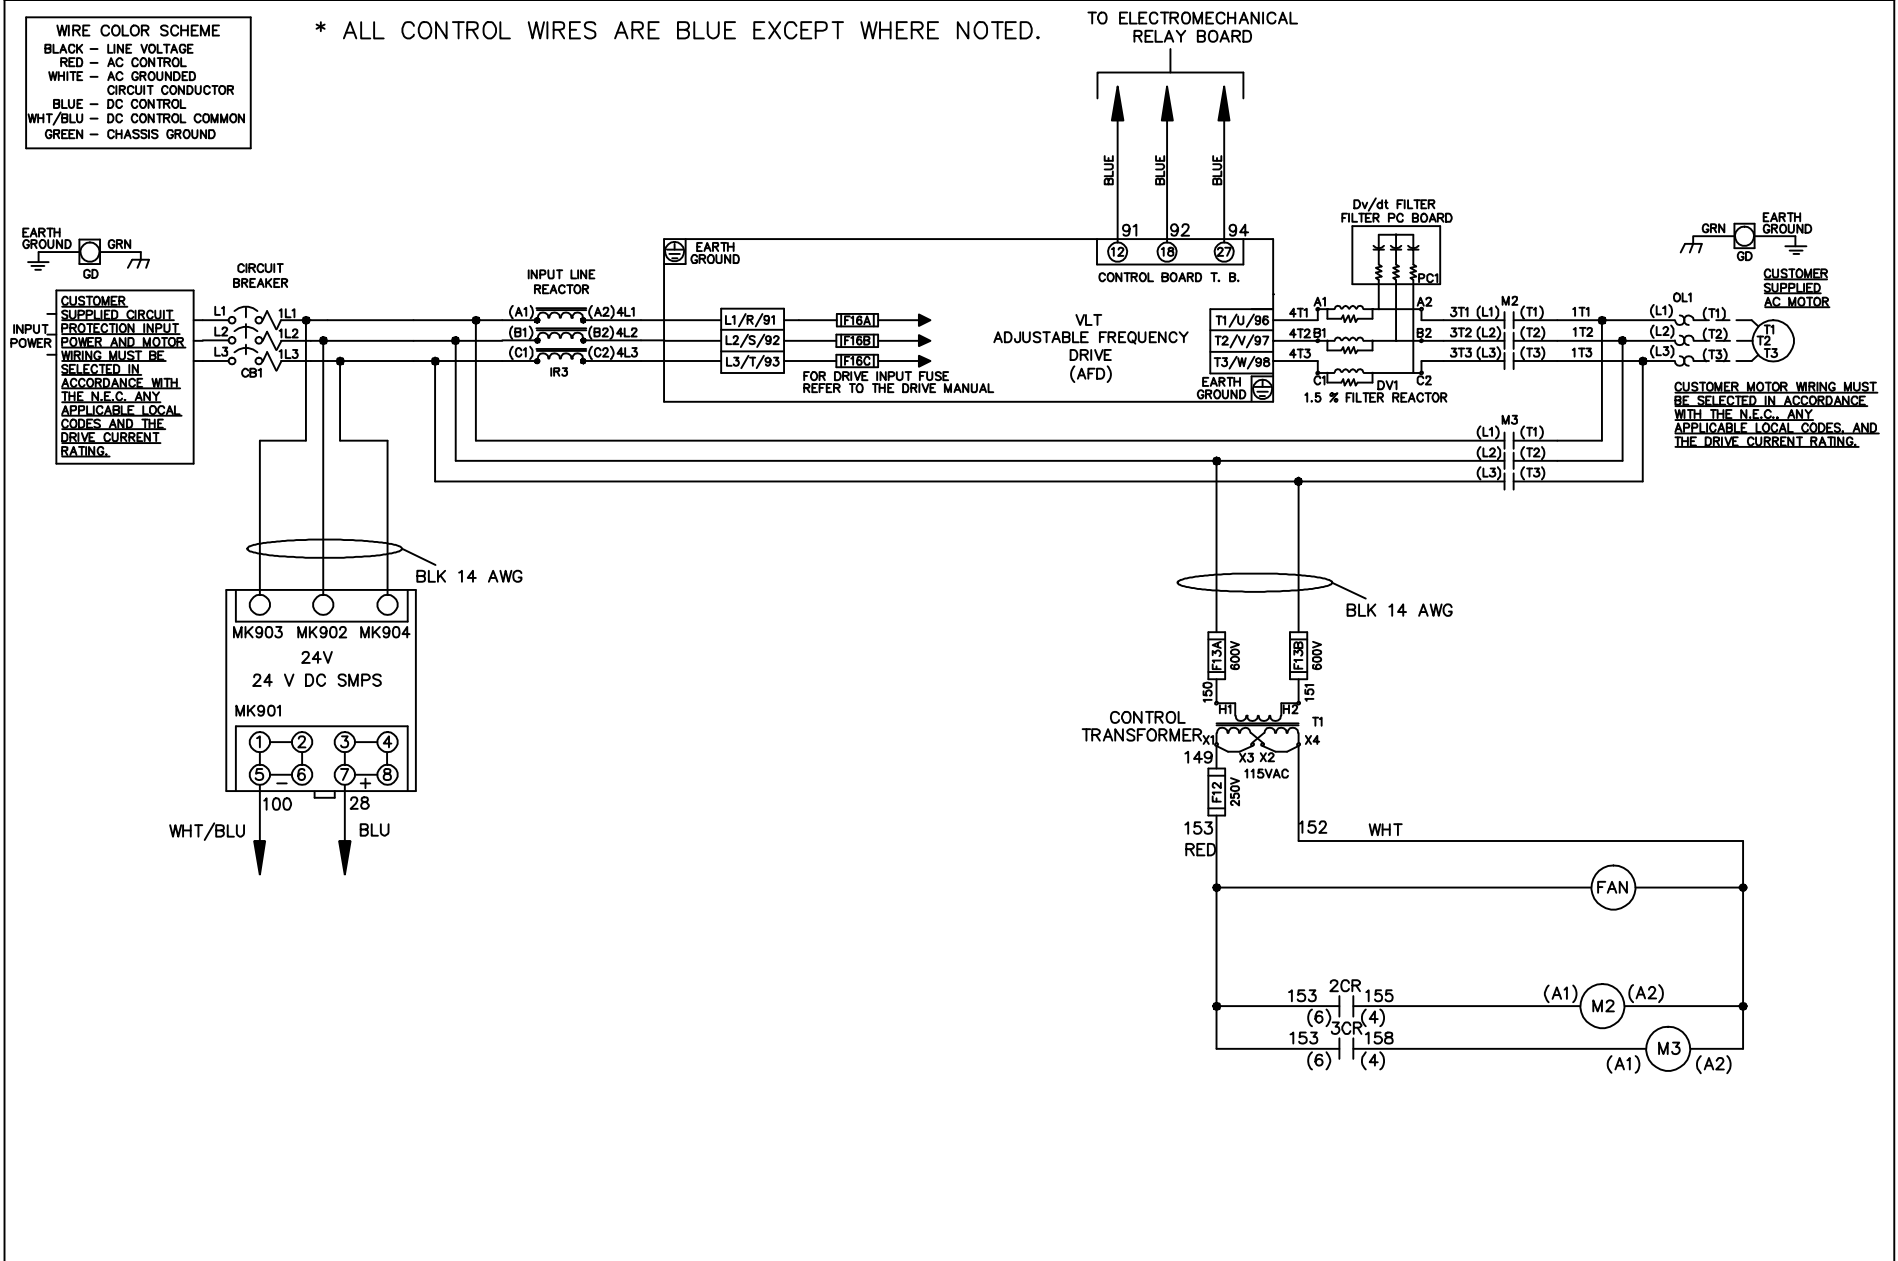 WIRE COLOR SCHEME
BLACK – LINE VOLTAGE
RED – AC CONTROL
WHITE – AC GROUNDED
CIRCUIT CONDUCTOR
BLUE – DC CONTROL
WHT/BLU – DC CONTROL COMMON
GREEN – CHASSIS GROUND
* ALL CONTROL WIRES ARE BLUE EXCEPT WHERE NOTED.
TO ELECTROMECHANICAL
RELAY BOARD
BLUE
BLUE
BLUE
91 92 94
12 18 27
CONTROL BOARD T. B.
EARTH
GROUND
GRN
GD
CUSTOMER
SUPPLIED CIRCUIT
PROTECTION INPUT
POWER AND MOTOR
WIRING MUST BE
SELECTED IN
ACCORDANCE WITH
THE N.E.C. ANY
APPLICABLE LOCAL
CODES AND THE
DRIVE CURRENT
RATING.
INPUT
POWER
CIRCUIT
BREAKER
L1 1L1
L2 1L2
L3 1L3
CB1
INPUT LINE
REACTOR
(A1) (A2) 4L1
(B1) (B2) 4L2
(C1) (C2) 4L3
IR3
EARTH
GROUND
L1/R/91
L2/S/92
L3/T/93
IF16A
IF16B
IF16C
FOR DRIVE INPUT FUSE
REFER TO THE DRIVE MANUAL
VLT
ADJUSTABLE FREQUENCY
DRIVE
(AFD)
T1/U/96
T2/V/97
T3/W/98
EARTH
GROUND
Dv/dt FILTER
FILTER PC BOARD
PC1
4T1 A1 A2
4T2 B1 B2
4T3
C1 DV1 C2
1.5 % FILTER REACTOR
M2
3T1 (L1) (T1) 1T1
3T2 (L2) (T2) 1T2
3T3 (L3) (T3) 1T3
OL1
(L1) (T1)
(L2) (T2)
(L3) (T3)
T1
T2
T3
GRN
EARTH
GROUND
GD
CUSTOMER
SUPPLIED
AC MOTOR
CUSTOMER MOTOR WIRING MUST
BE SELECTED IN ACCORDANCE
WITH THE N.E.C., ANY
APPLICABLE LOCAL CODES, AND
THE DRIVE CURRENT RATING.
M3
(L1) (T1)
(L2) (T2)
(L3) (T3)
BLK 14 AWG
MK903 MK902 MK904
24V
24 V DC SMPS
MK901
1 2 3 4
5 6 7 8
– +
100 28
WHT/BLU BLU
BLK 14 AWG
F13A 600V
F13B 600V
150 151
H1 H2
T1
CONTROL
TRANSFORMER
X1 X4
X3 X2
149
115VAC
F12 250V
153
RED
152 WHT
FAN
2CR
153 155
(6) (4)
(A1) M2 (A2)
3CR
153 158
(6) (4)
(A1) M3 (A2)